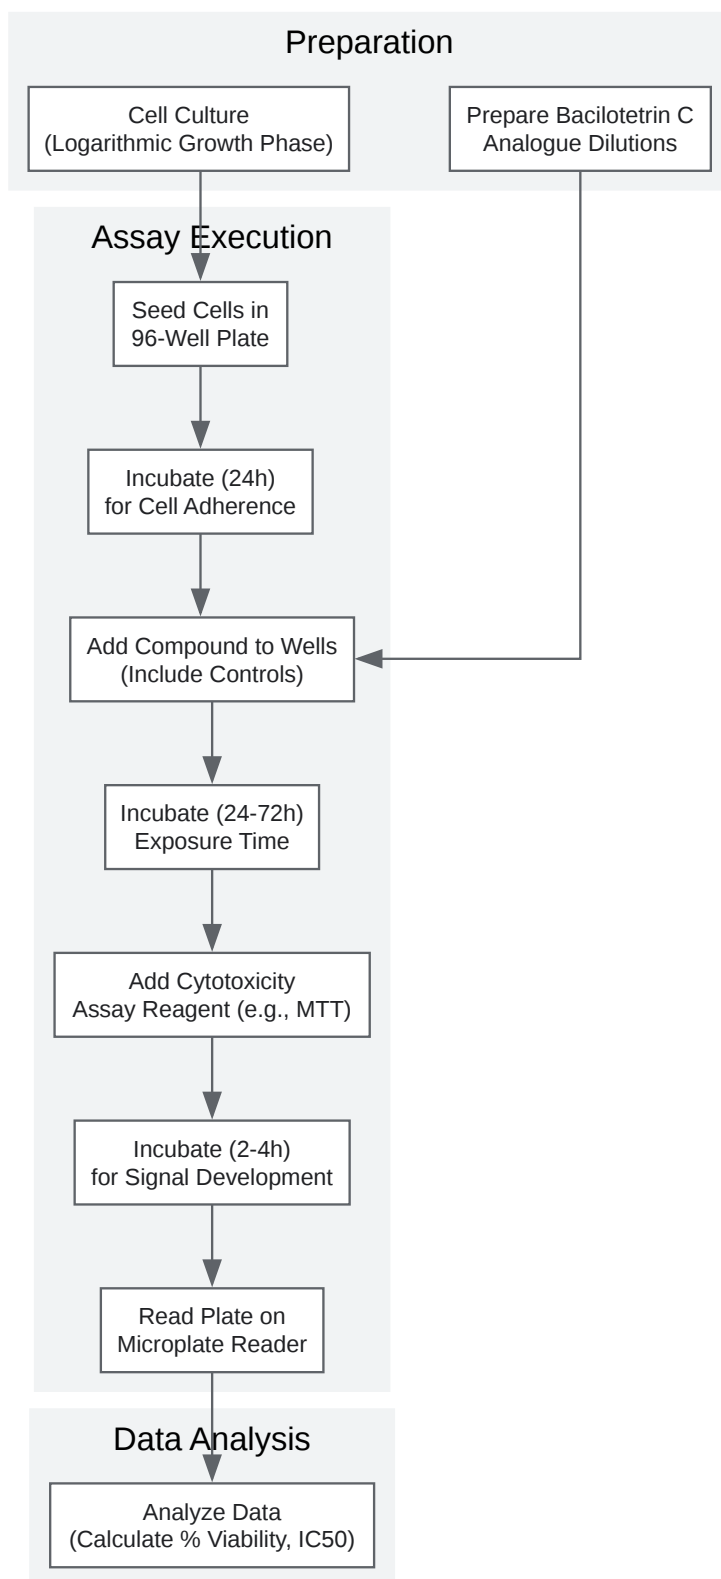 Preparation
Cell Culture
(Logarithmic Growth Phase)
Prepare Bacilotetrin C
Analogue Dilutions
Assay Execution
Seed Cells in
96-Well Plate
Incubate (24h)
for Cell Adherence
Add Compound to Wells
(Include Controls)
Incubate (24-72h)
Exposure Time
Add Cytotoxicity
Assay Reagent (e.g., MTT)
Incubate (2-4h)
for Signal Development
Read Plate on
Microplate Reader
Data Analysis
Analyze Data
(Calculate % Viability, IC50)